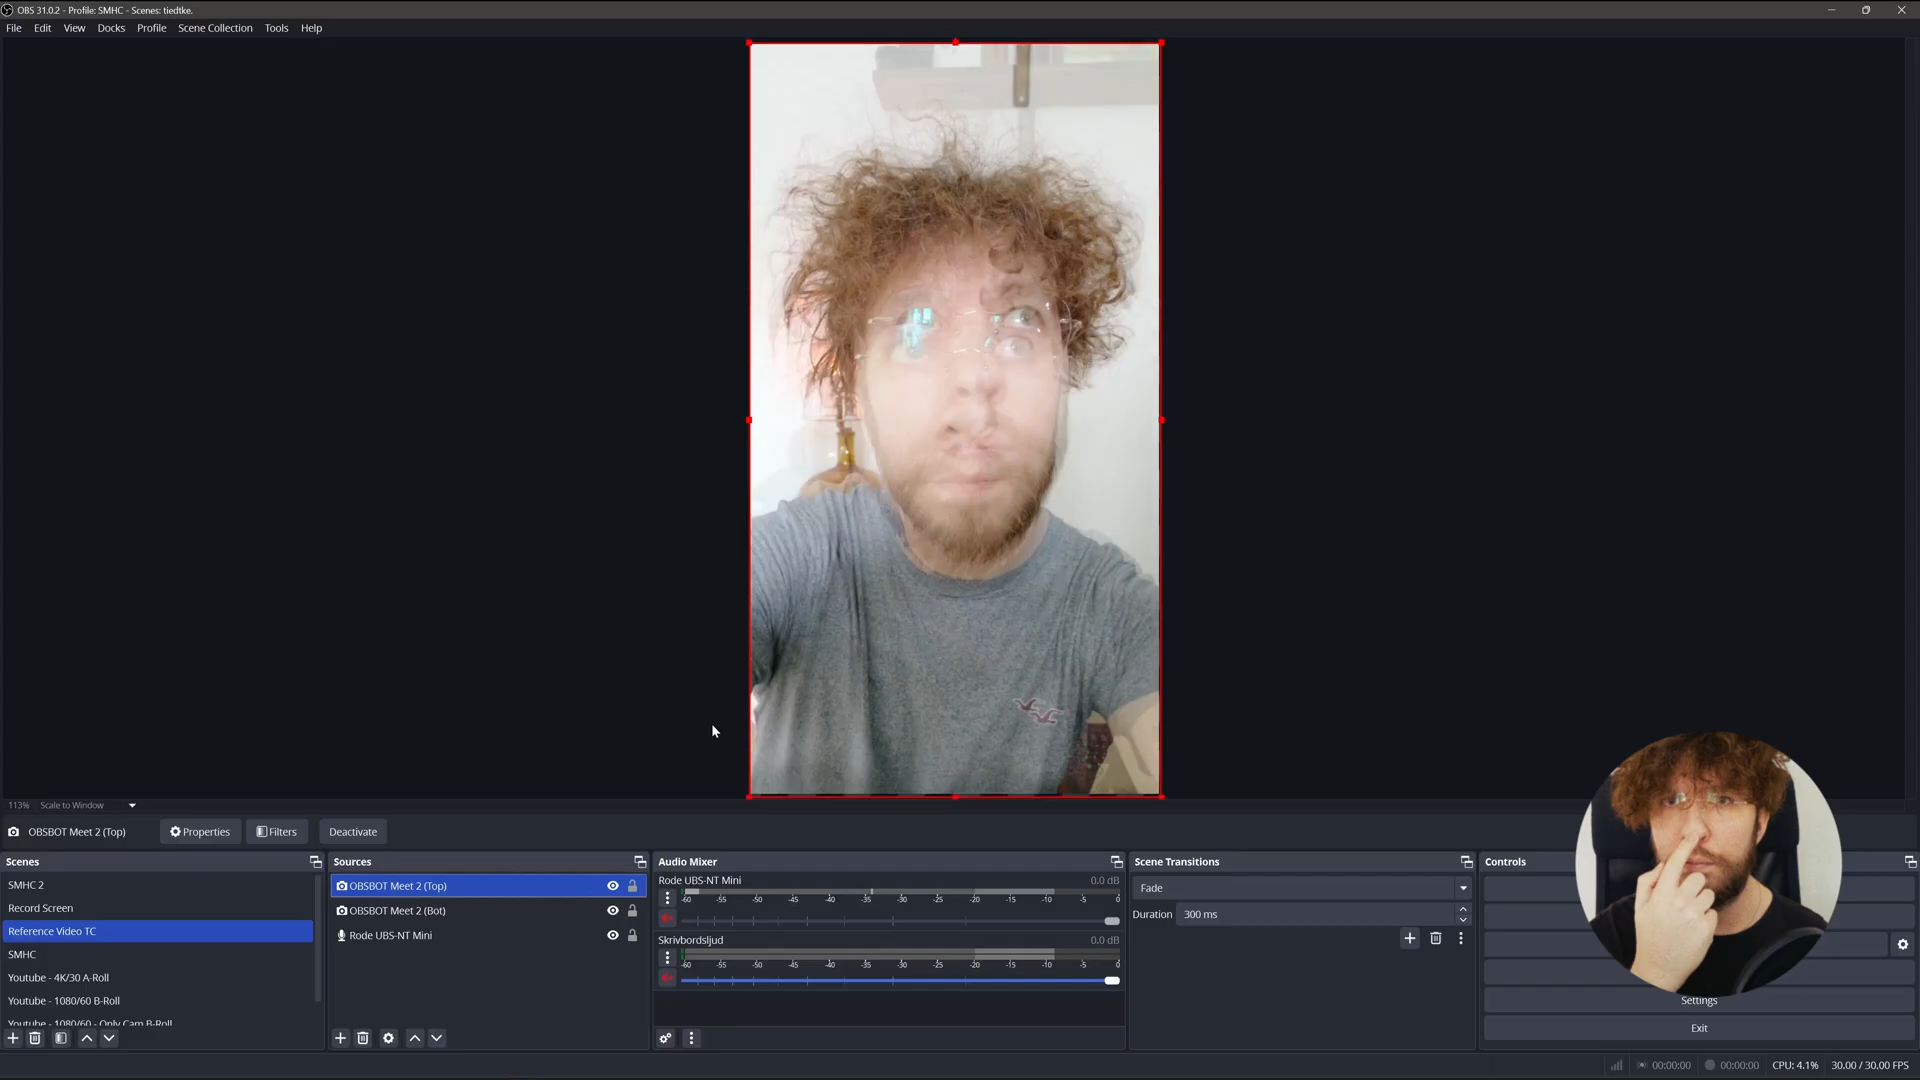 OBS 31.0.2 - Profile: SMHC - Scenes: tiedtke.
File Edit View Docks Profile Scene Collection Tools Help
113% Scale to Window
OBSBOT Meet 2 (Top) Properties Filters Deactivate
Scenes
SMHC 2
Record Screen
Reference Video TC
SMHC
Youtube - 4K/30 A-Roll
Youtube - 1080/60 B-Roll
Youtube - 1080/60 - Only Cam B-Roll
Sources
OBSBOT Meet 2 (Top)
OBSBOT Meet 2 (Bot)
Rode UBS-NT Mini
Audio Mixer
Rode UBS-NT Mini 0.0 dB
-60 -55 -50 -45 -40 -35 -30 -25 -20 -15 -10 -5 0
Skrivbordsljud 0.0 dB
-60 -55 -50 -45 -40 -35 -30 -25 -20 -15 -10 -5 0
Scene Transitions
Fade
Duration 300 ms
Controls
Settings
Exit
00:00:00 00:00:00 CPU: 4.1% 30.00 / 30.00 FPS